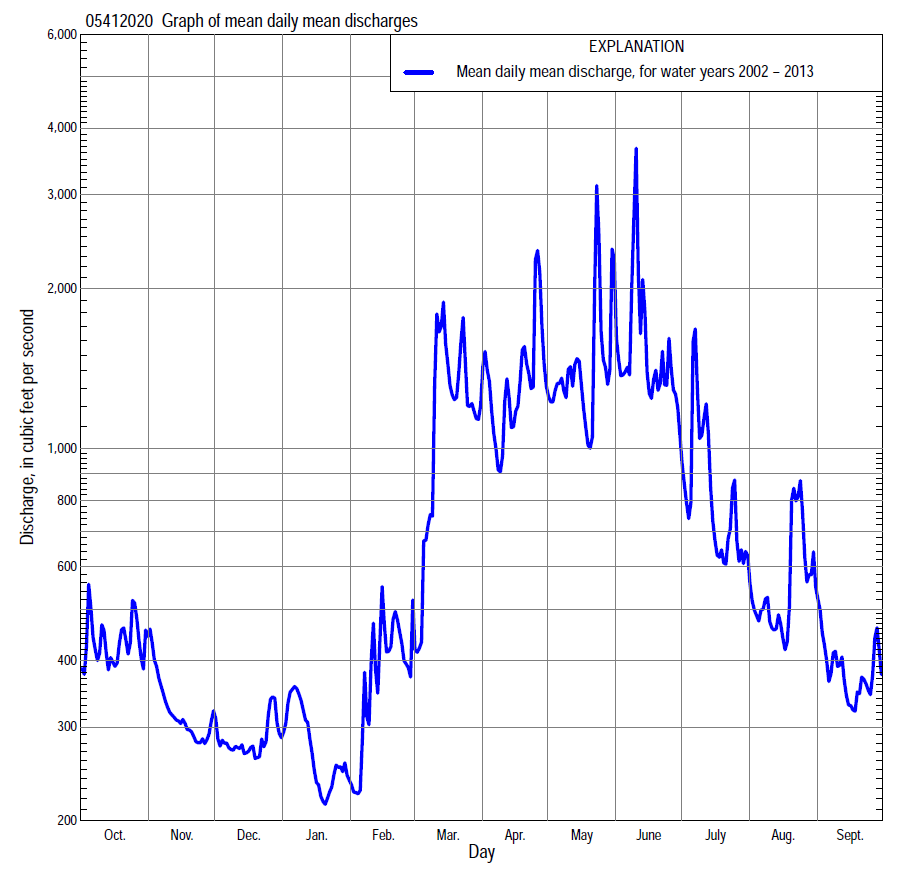 05412020 Graph of mean daily mean discharges
EXPLANATION
Mean daily mean discharge, for water years 2002 – 2013
Discharge, in cubic feet per second
6,000
4,000
3,000
2,000
1,000
800
600
400
300
200
Oct. Nov. Dec. Jan. Feb. Mar. Apr. May June July Aug. Sept.
Day